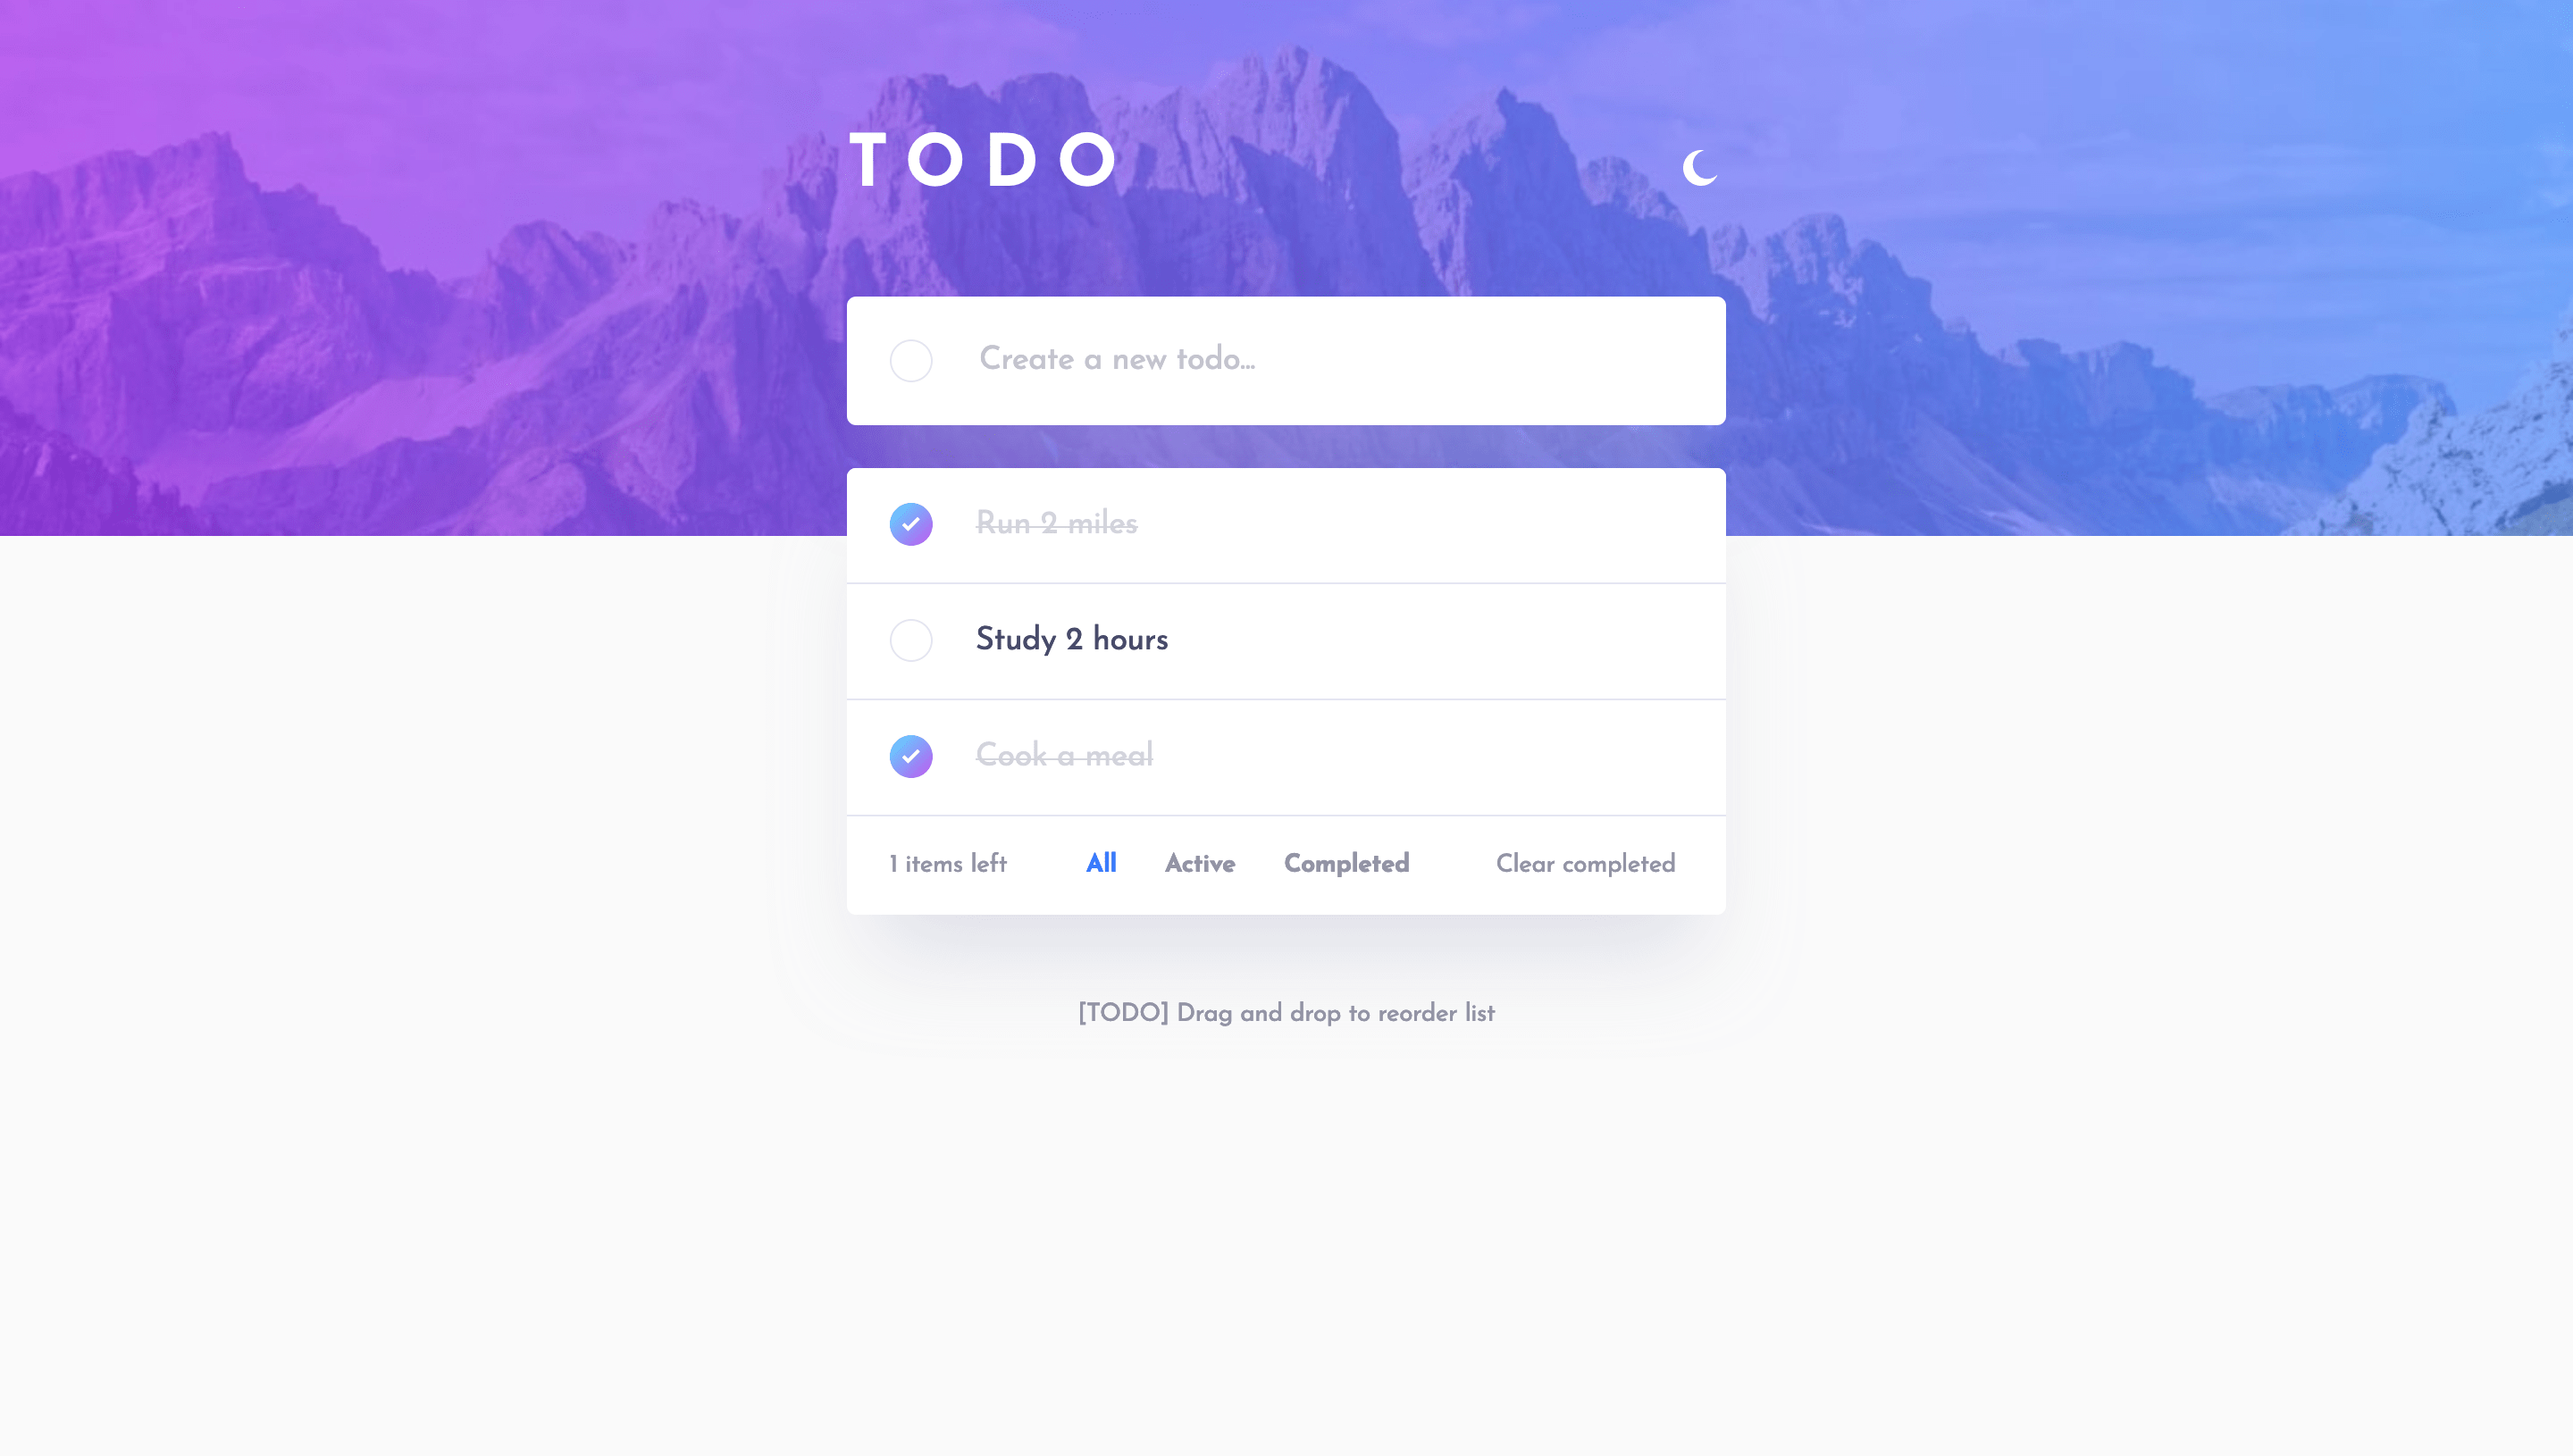 TODO
Create a new todo...
Run 2 miles
Study 2 hours
Cook a meal
1 items left All Active Completed Clear completed
[TODO] Drag and drop to reorder list